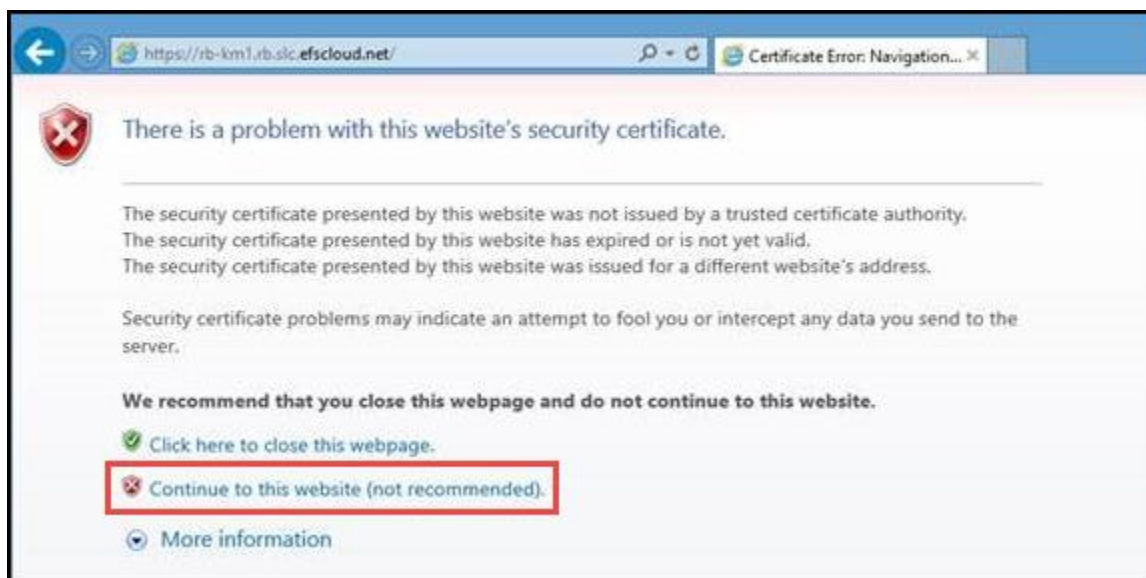 https://rb-km1.rb.slc.efscloud.net/
Certificate Error: Navigation...
There is a problem with this website's security certificate.
The security certificate presented by this website was not issued by a trusted certificate authority.
The security certificate presented by this website has expired or is not yet valid.
The security certificate presented by this website was issued for a different website's address.
Security certificate problems may indicate an attempt to fool you or intercept any data you send to the
server.
We recommend that you close this webpage and do not continue to this website.
Click here to close this webpage.
Continue to this website (not recommended).
More information